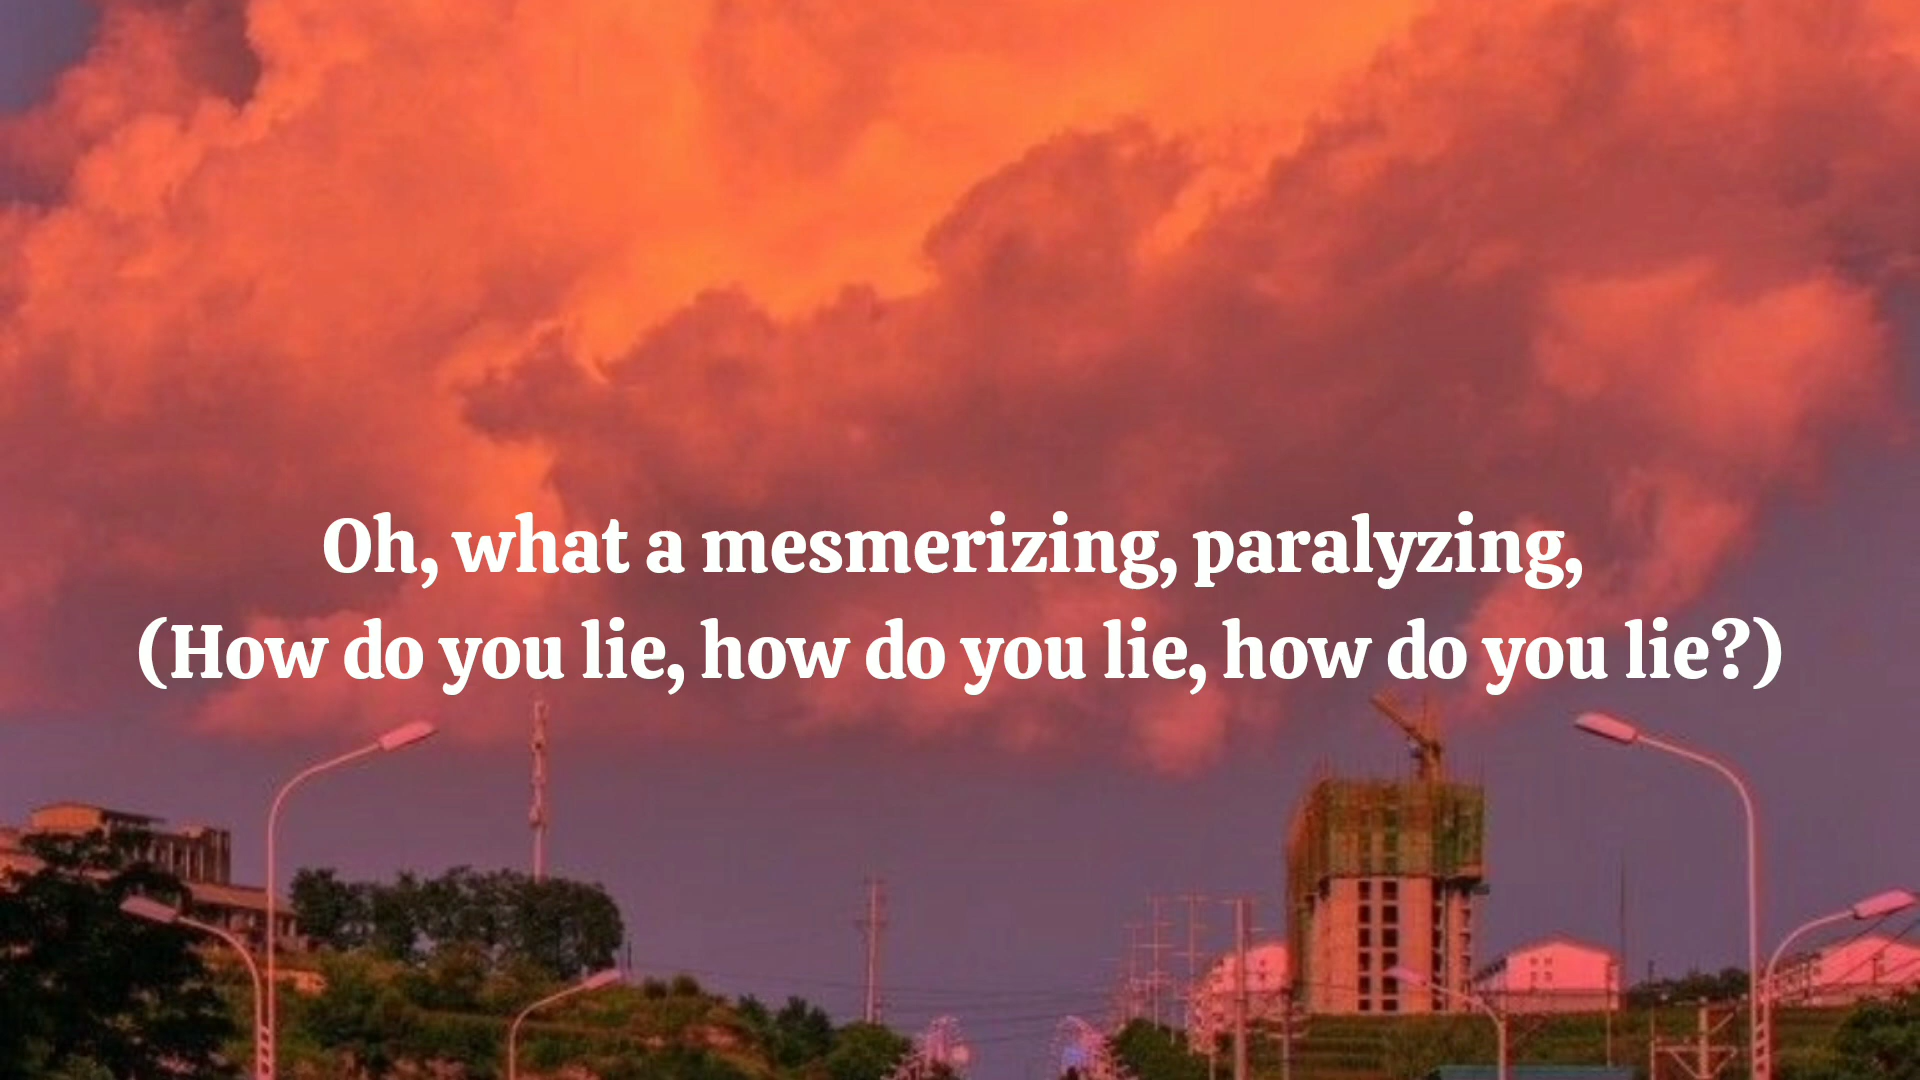 Oh, what a mesmerizing, paralyzing,
(How do you lie, how do you lie, how do you lie?)